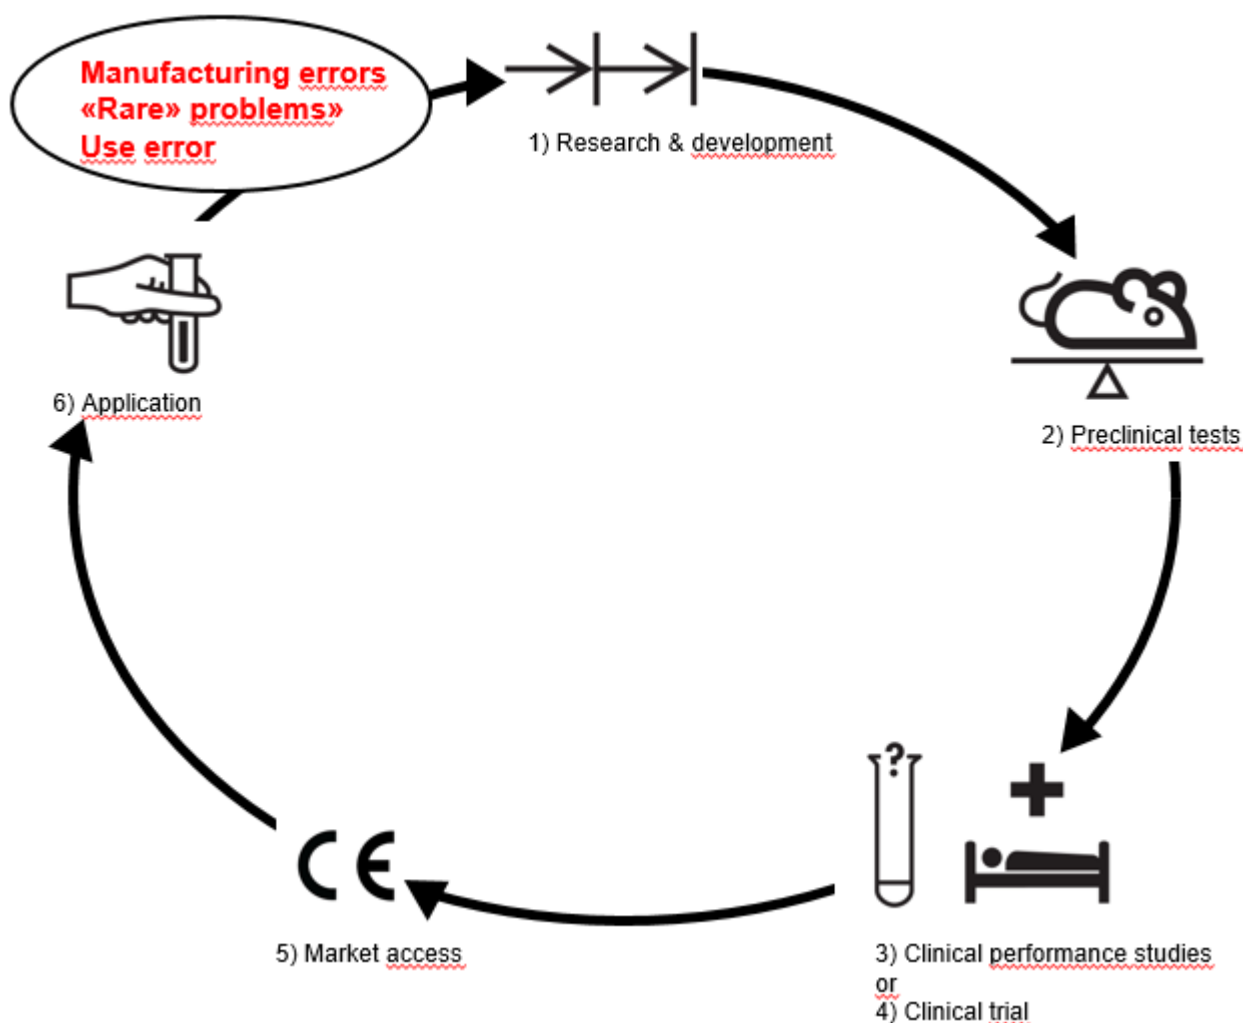 Manufacturing errors
«Rare» problems»
Use error
1) Research & development
2) Preclinical tests
?
3) Clinical performance studies
or
4) Clinical trial
CE
5) Market access
6) Application